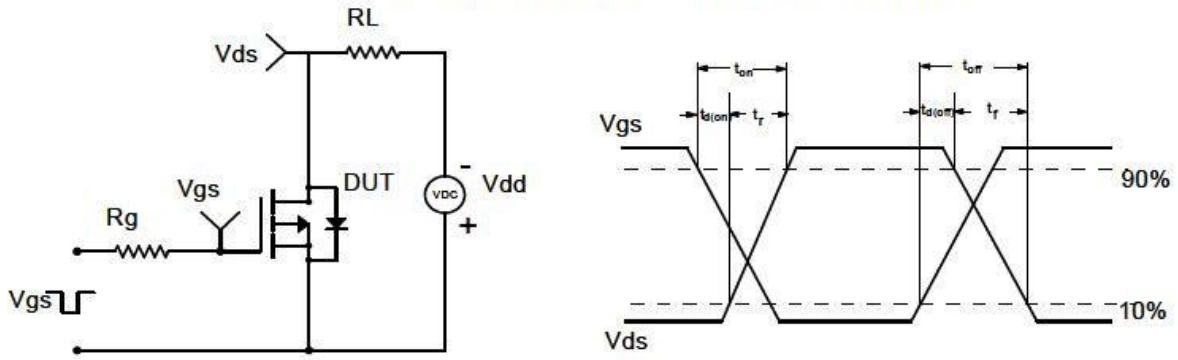 RL
Vds
Vgs
DUT
Rg
VDC
-
+
Vdd
Vgs
ton
toff
td(on)
tr
td(off)
tf
Vgs
90%
10%
Vds